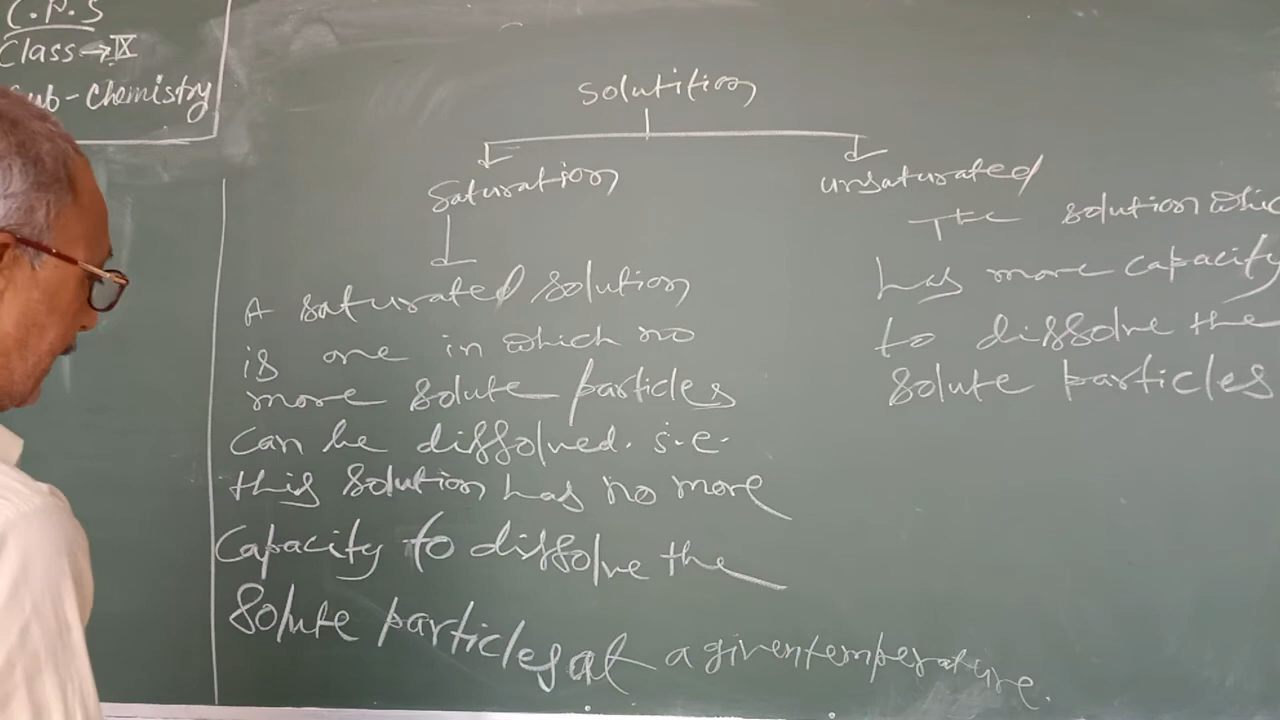 C.P.S
Class → IX
Sub - Chemistry
Solutition
Saturation
unsaturated
A saturated solution
is one in which no
more solute particles
can be dissolved. i.e.
this solution has no more
Capacity to dissolve the
Solute particles at a given temperature.
The solution whic
has more capacity
to dissolve the
Solute particles